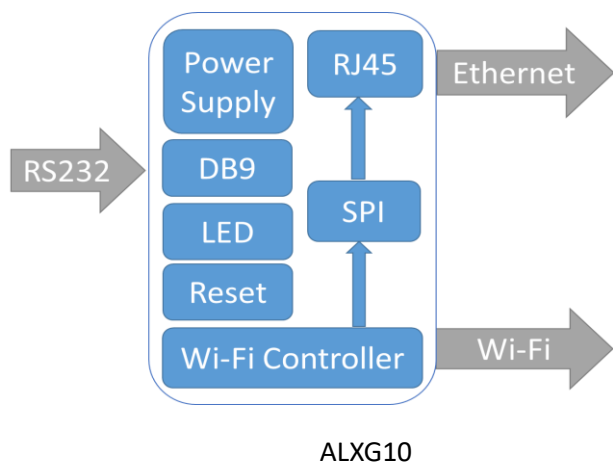 Power
Supply
RJ45
Ethernet
RS232
DB9
SPI
LED
Reset
Wi-Fi Controller
Wi-Fi
ALXG10